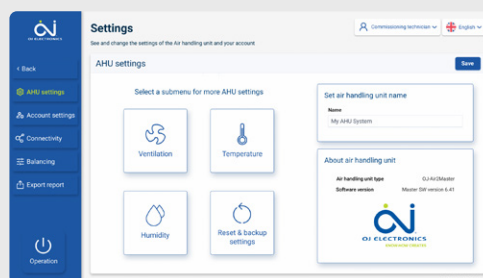 OJ ELECTRONICS
Settings
Commissioning technician
English
See and change the settings of the Air handling unit and your account
< Back
AHU settings
Account settings
Connectivity
Balancing
Export report
Operation
AHU settings
Save
Select a submenu for more AHU settings
Ventilation
Temperature
Humidity
Reset & backup
settings
Set air handling unit name
Name
My AHU System
About air handling unit
Air handling unit type OJ-Air2Master
Software version Master SW version 6.41
OJ ELECTRONICS